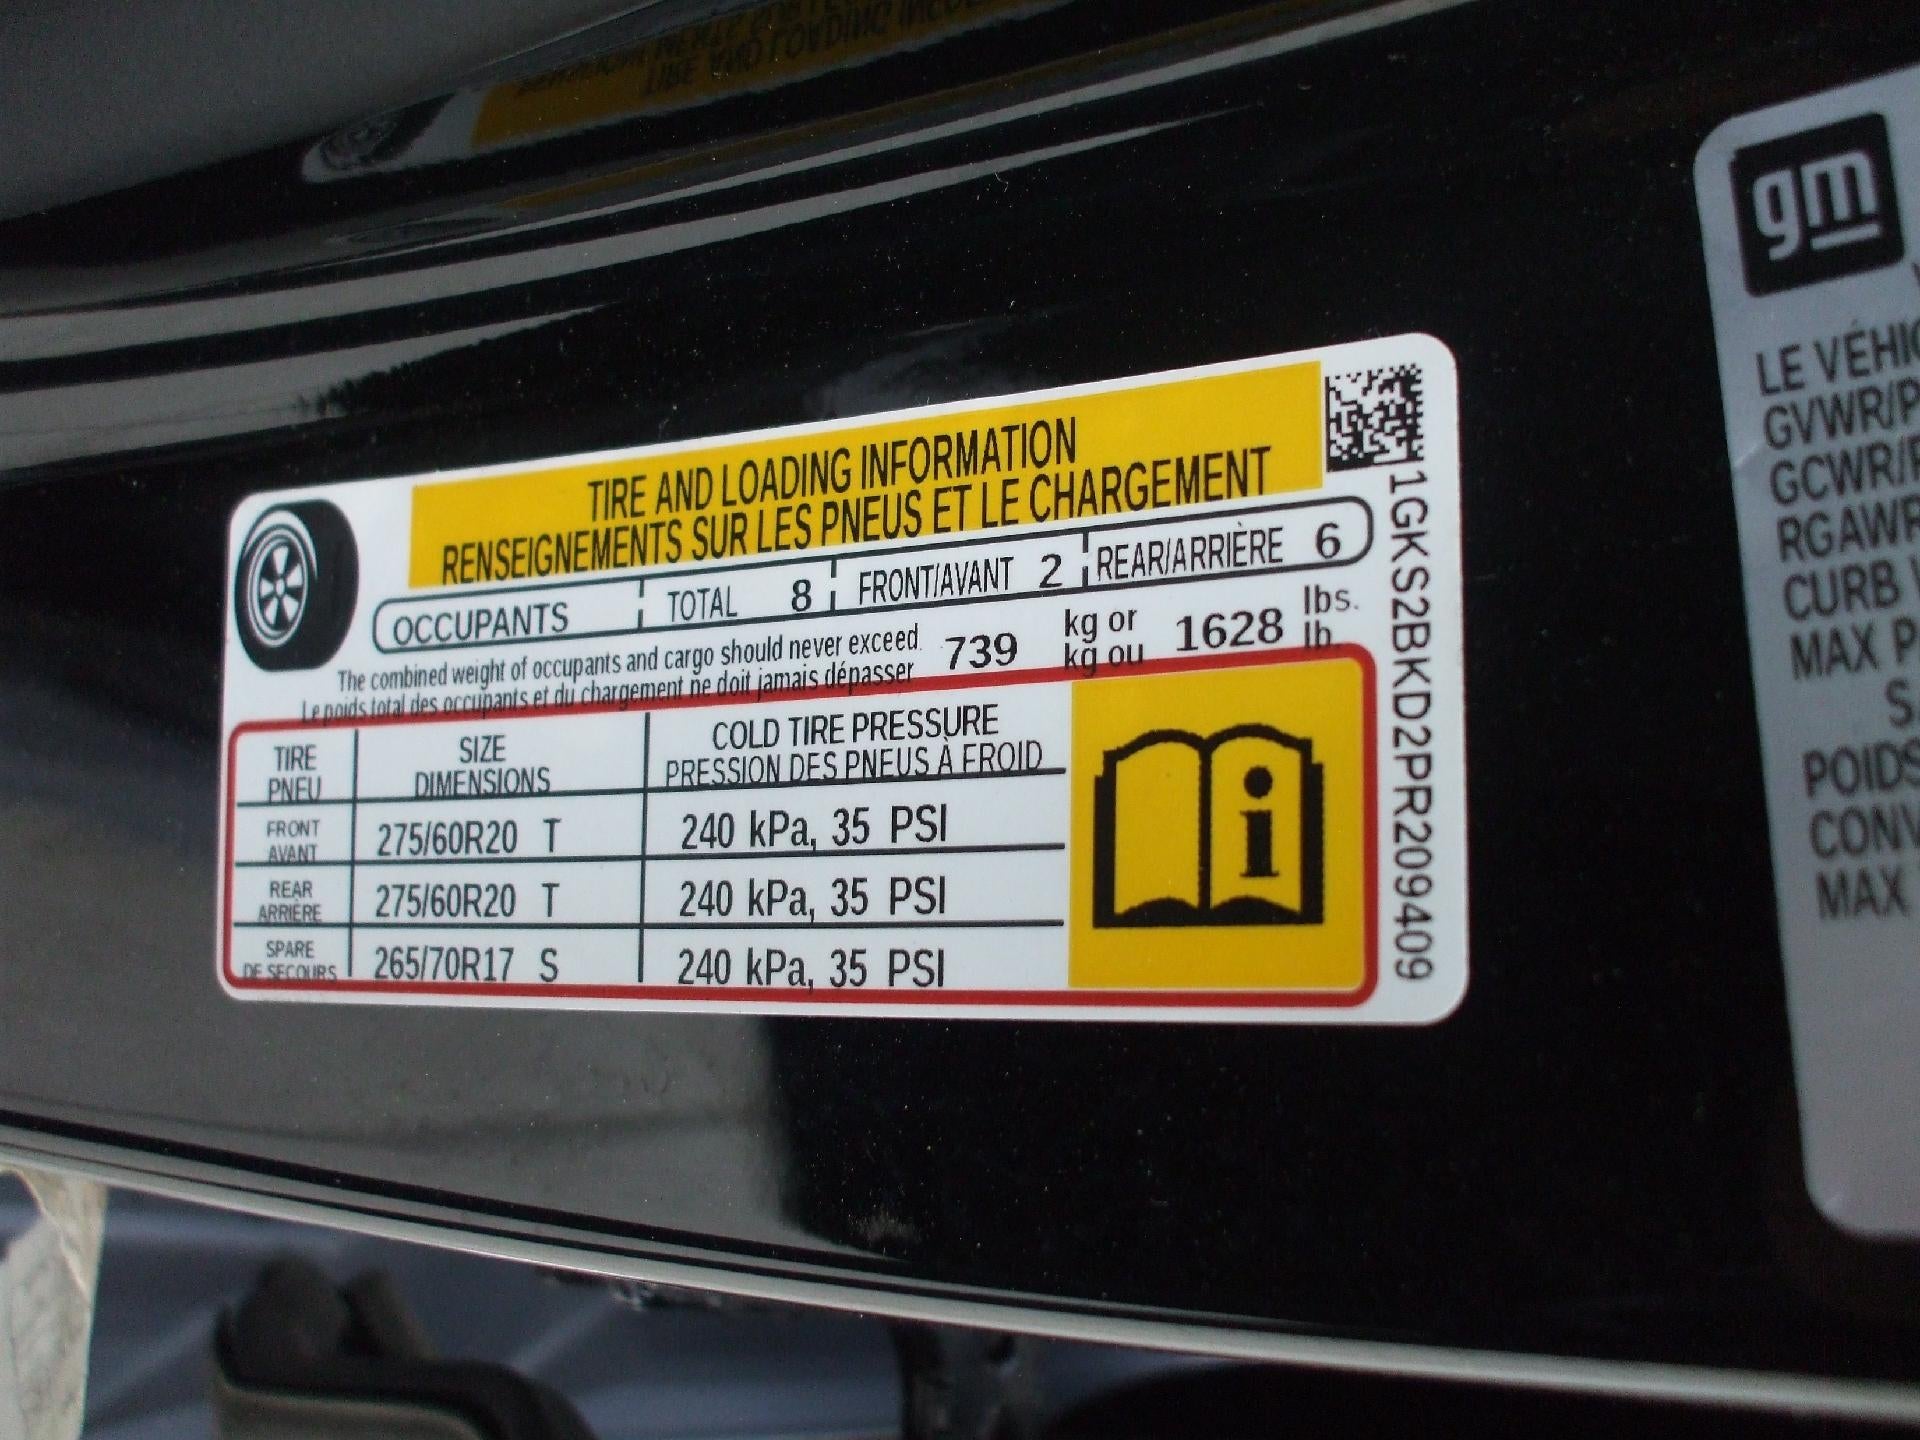 TIRE AND LOADING INFORMATION
RENSEIGNEMENTS SUR LES PNEUS ET LE CHARGEMENT
OCCUPANTS TOTAL 8 FRONT/AVANT 2 REAR/ARRIÈRE 6
The combined weight of occupants and cargo should never exceed 739 kg or 1628 lbs.
Le poids total des occupants et du chargement ne doit jamais dépasser kg ou lb.
TIRE SIZE COLD TIRE PRESSURE
PNEU DIMENSIONS PRESSION DES PNEUS À FROID
FRONT
AVANT 275/60R20 T 240 kPa, 35 PSI
REAR
ARRIÈRE 275/60R20 T 240 kPa, 35 PSI
SPARE
DE SECOURS 265/70R17 S 240 kPa, 35 PSI
i
1GKS2BKD2PR209409
gm
LE
GVWR/P
GCWR/
RGAWR
CURB
MAX P
S
POIDS
CONV
MAX